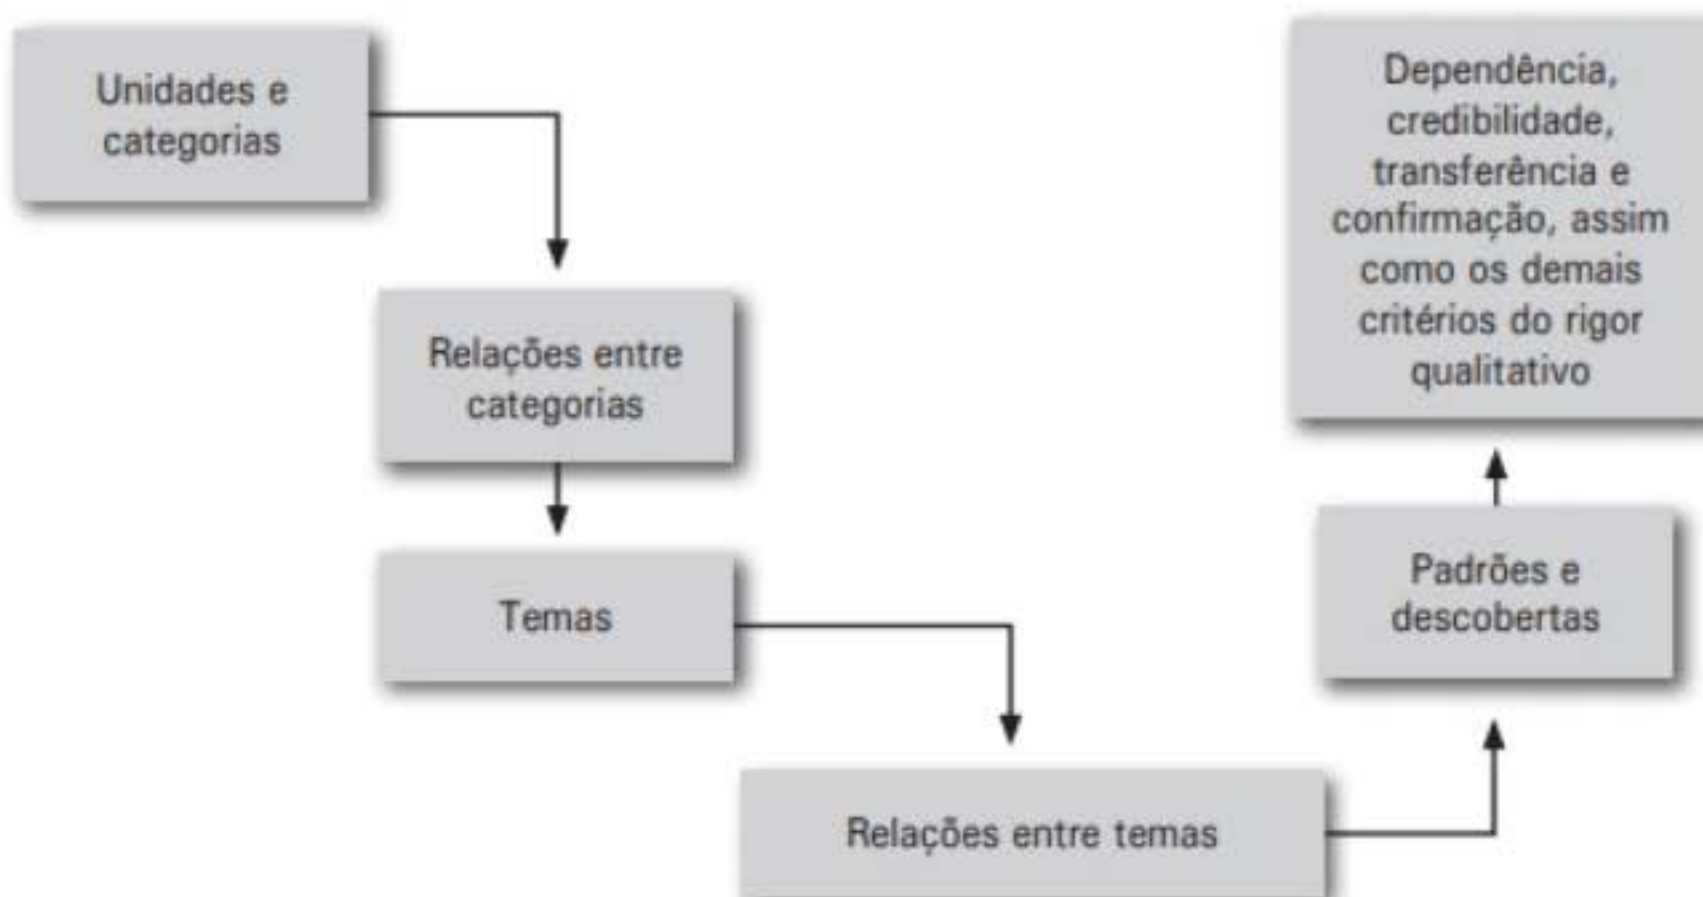 Unidades e
categorias
Relações entre
categorias
Temas
Relações entre temas
Padrões e
descobertas
Dependência,
credibilidade,
transferência e
confirmação, assim
como os demais
critérios do rigor
qualitativo